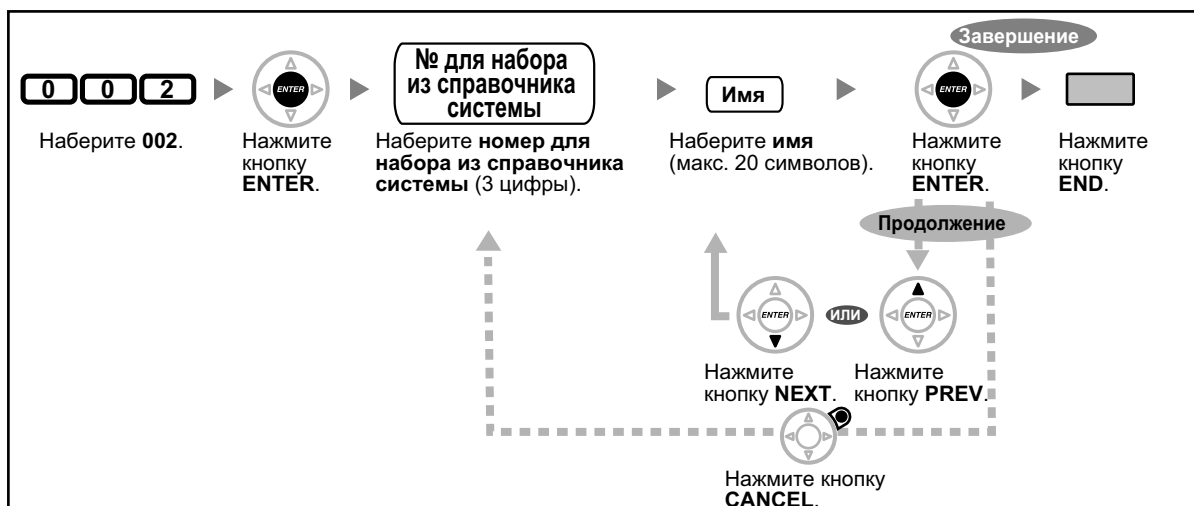 Завершение
0 0 2
ENTER
№ для набора
из справочника
системы
Имя
ENTER
Наберите 002.
Нажмите
кнопку
ENTER.
Наберите номер для
набора из справочника
системы (3 цифры).
Наберите имя
(макс. 20 символов).
Нажмите
кнопку
ENTER.
Нажмите
кнопку
END.
Продолжение
ENTER
или
ENTER
Нажмите
кнопку NEXT.
Нажмите
кнопку PREV.
Нажмите кнопку
CANCEL.